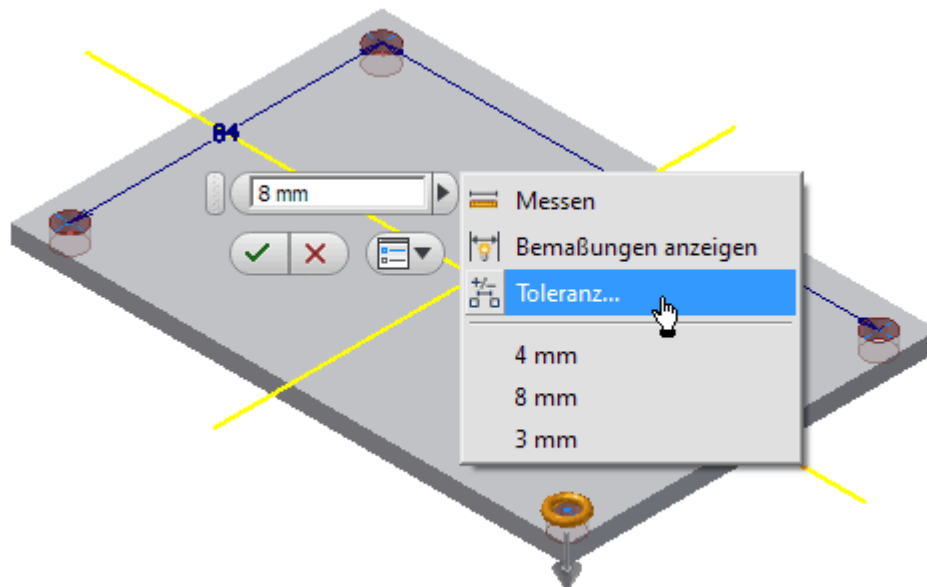 84
8 mm
Messen
Bemaßungen anzeigen
+/-
Toleranz...
4 mm
8 mm
3 mm